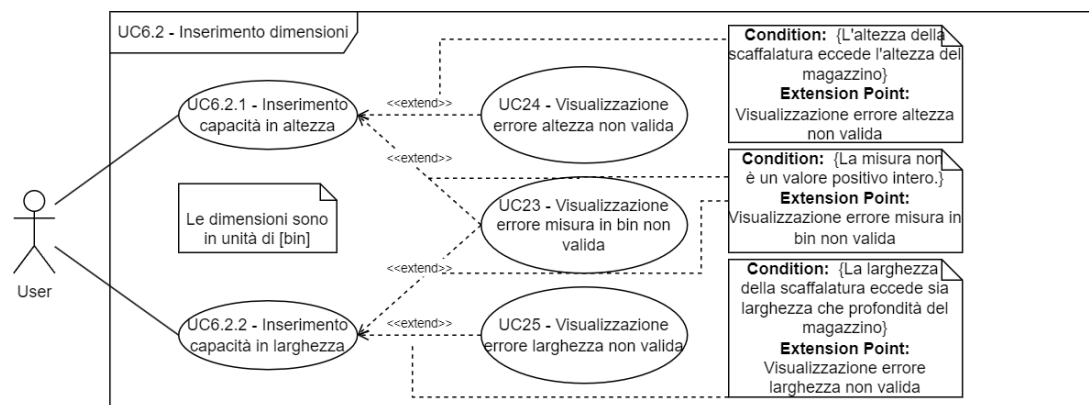 UC6.2 - Inserimento dimensioni
UC6.2.1 - Inserimento
capacità in altezza
<<extend>>
UC24 - Visualizzazione
errore altezza non valida
Condition: {L'altezza della
scaffalatura eccede l'altezza del
magazzino}
Extension Point:
Visualizzazione errore altezza
non valida
<<extend>>
Le dimensioni sono
in unità di [bin]
UC23 - Visualizzazione
errore misura in bin non
valida
Condition: {La misura non
è un valore positivo intero.}
Extension Point:
Visualizzazione errore misura in
bin non valida
User
<<extend>>
UC6.2.2 - Inserimento
capacità in larghezza
<<extend>>
UC25 - Visualizzazione
errore larghezza non valida
Condition: {La larghezza
della scaffalatura eccede sia
larghezza che profondità del
magazzino}
Extension Point:
Visualizzazione errore
larghezza non valida